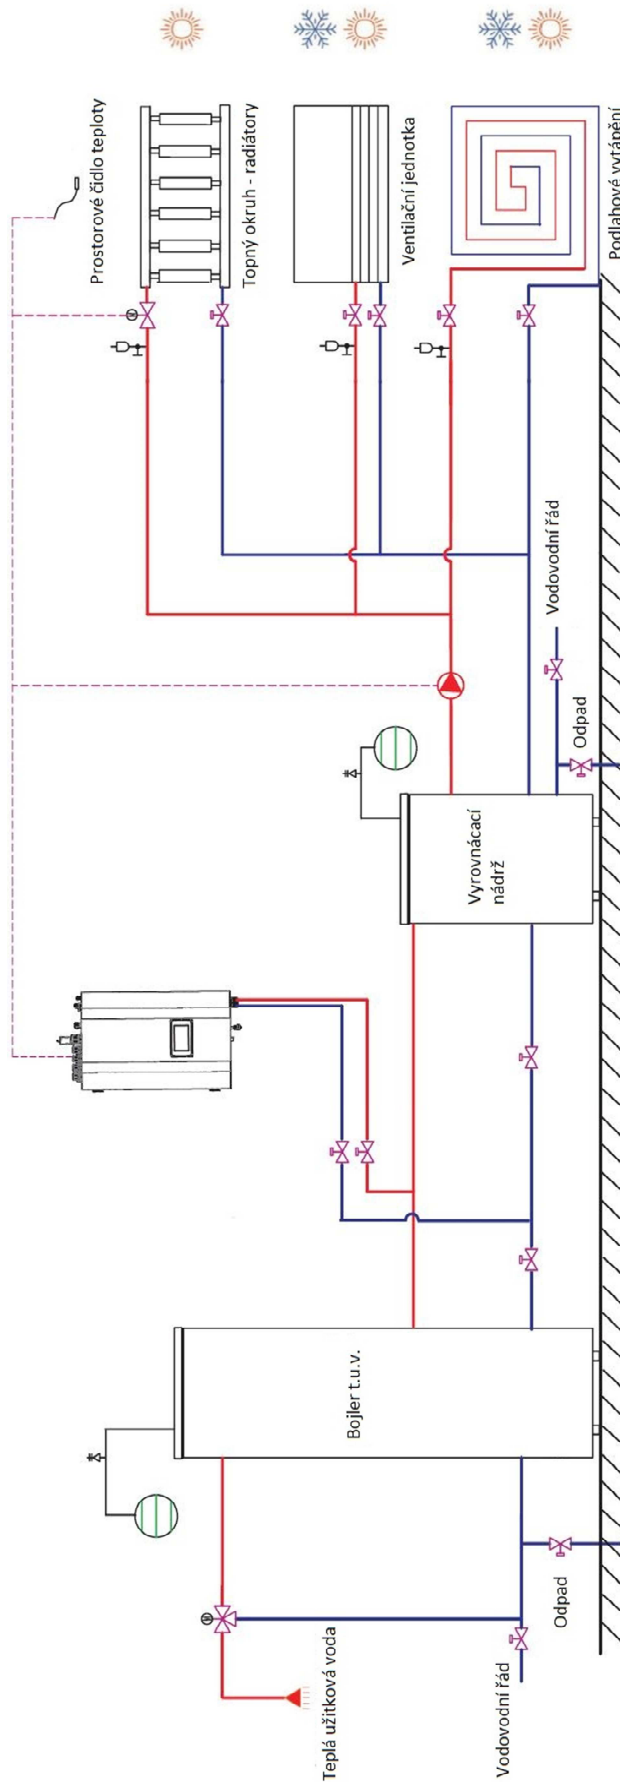 Prostorové čidlo teploty
Topný okruh - radiátory
Ventilační jednotka
Podlahové vytápění
Vodovodní řád
Odpad
Vyrovnácací
nádrž
Bojler t.u.v.
Odpad
Teplá užitková voda
Vodovodní řád